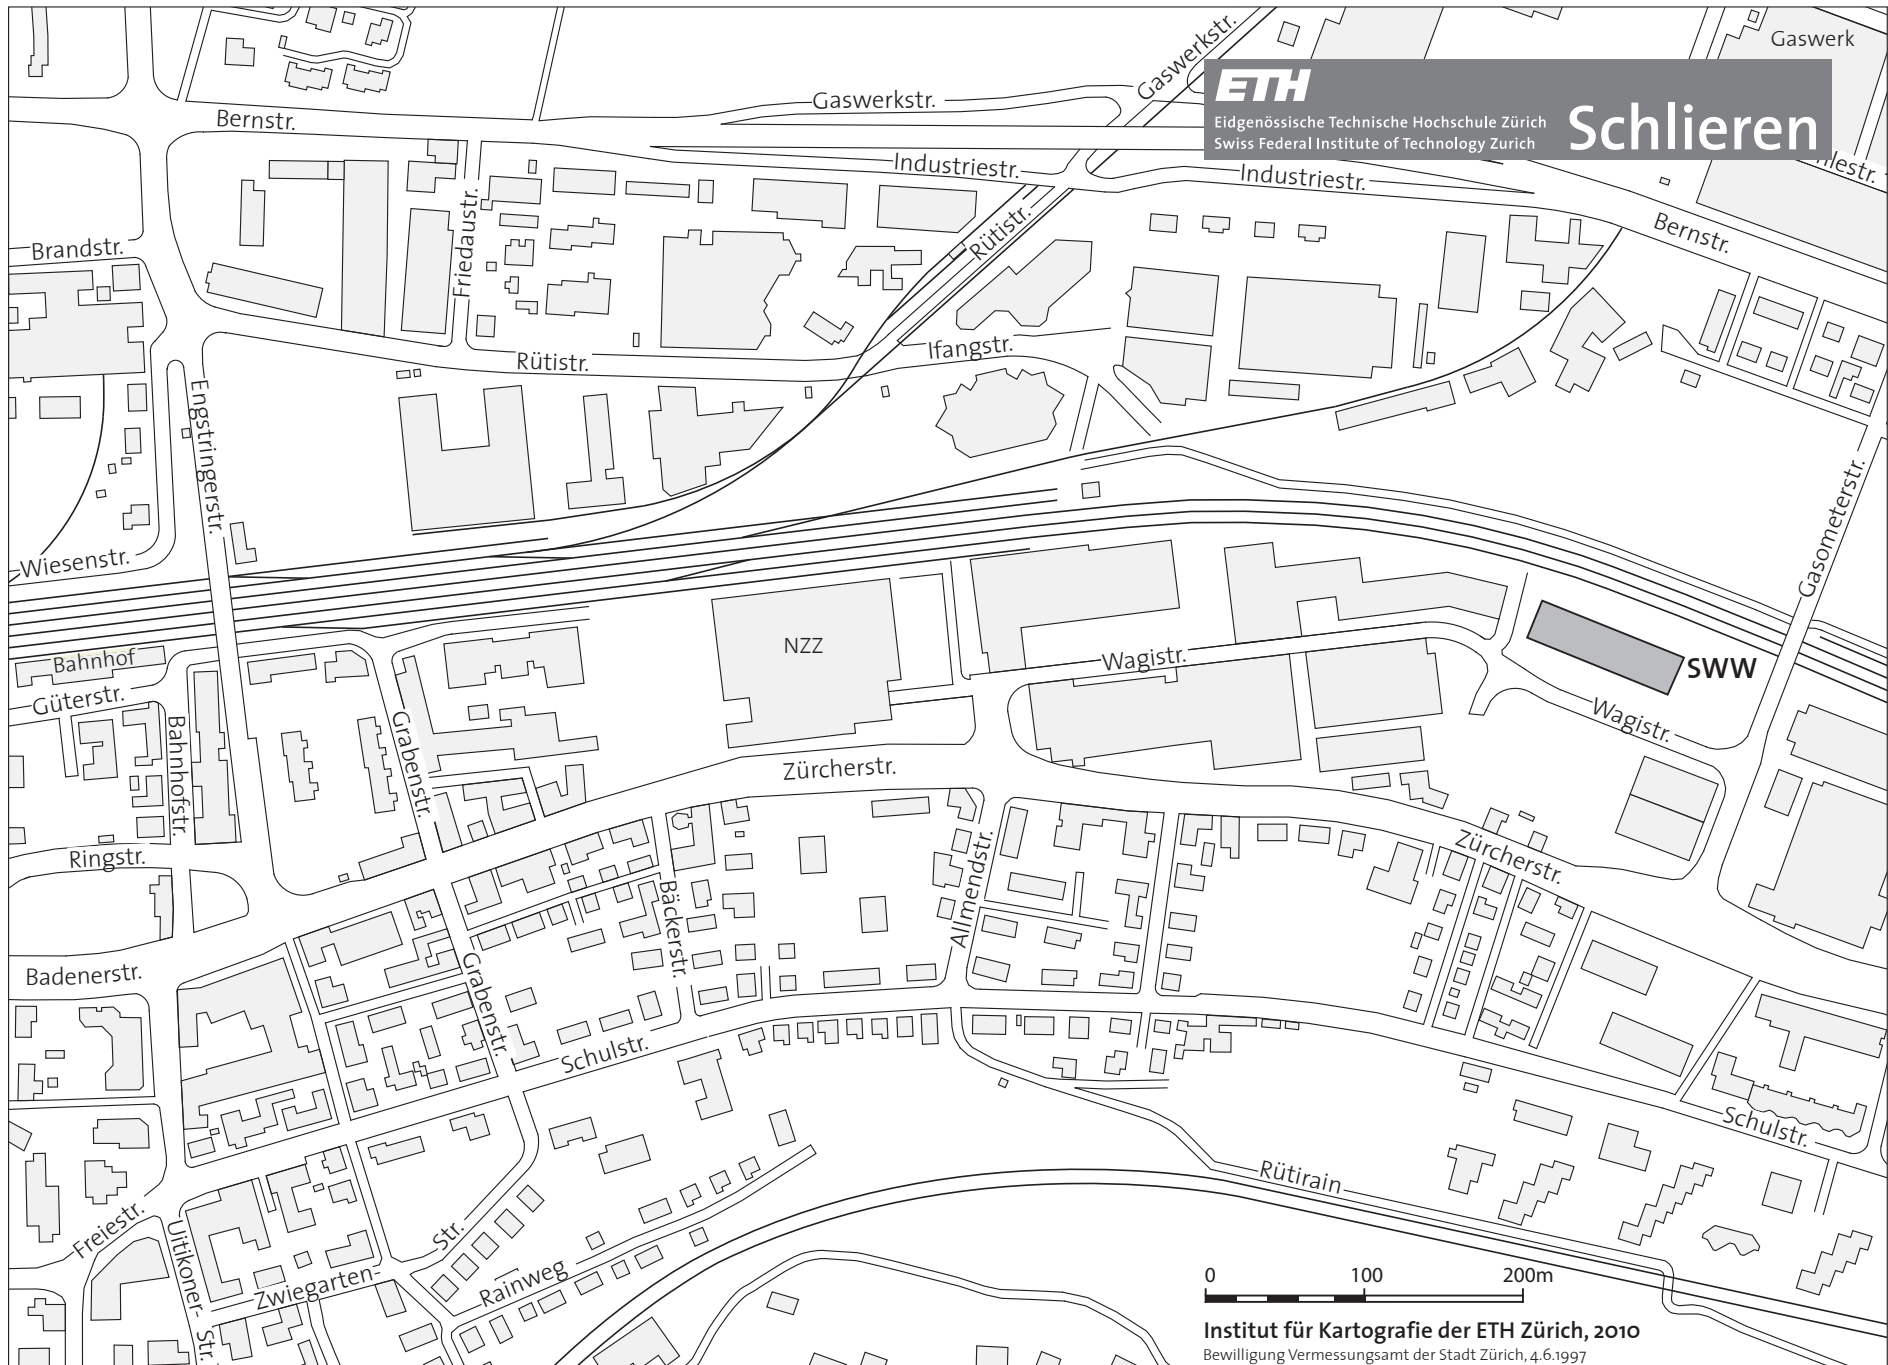 Gaswerkstr.
Gaswerk
ETH
Eidgenössische Technische Hochschule Zürich
Swiss Federal Institute of Technology Zurich
Schlieren
Gaswerkstr.
Bernstr.
Industriestr.
Industriestr.
hlestr.
Friedaustr.
Rütistr.
Bernstr.
Brandstr.
Rütistr.
Ifangstr.
Engstringerstr.
Gasometerstr.
Wiesenstr.
NZZ
Bahnhof
Wagistr.
SWW
Güterstr.
Wagistr.
Bahnhofstr.
Grabenstr.
Zürcherstr.
Ringstr.
Zürcherstr.
Allmendstr.
Bäckerstr.
Badenerstr.
Grabenstr.
Schulstr.
Schulstr.
Rütirain
Freiestr.
Uitikoner-
Str.
Zwiegarten-
Str.
Rainweg
0 100 200m
Institut für Kartografie der ETH Zürich, 2010
Bewilligung Vermessungsamt der Stadt Zürich, 4.6.1997